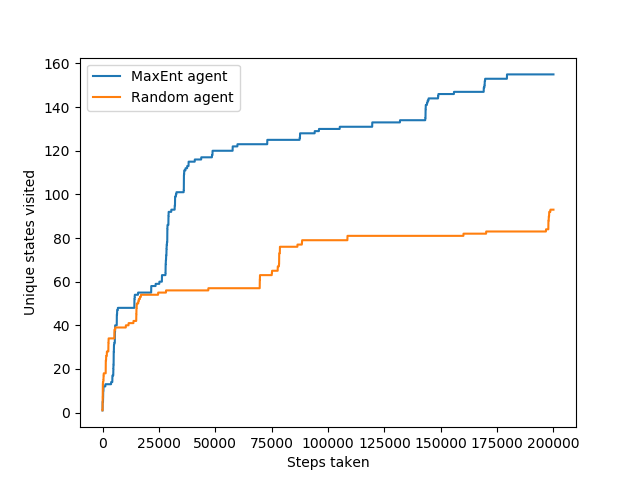 MaxEnt agent
Random agent
160
140
120
100
80
60
40
20
0
Unique states visited
0 25000 50000 75000 100000 125000 150000 175000 200000
Steps taken